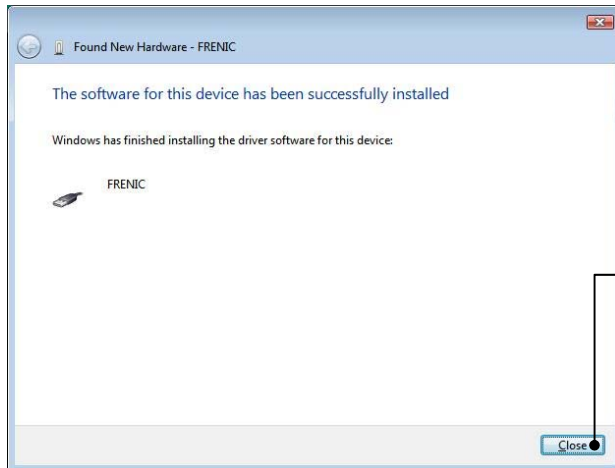 Found New Hardware - FRENIC
The software for this device has been successfully installed
Windows has finished installing the driver software for this device:
FRENIC
Close